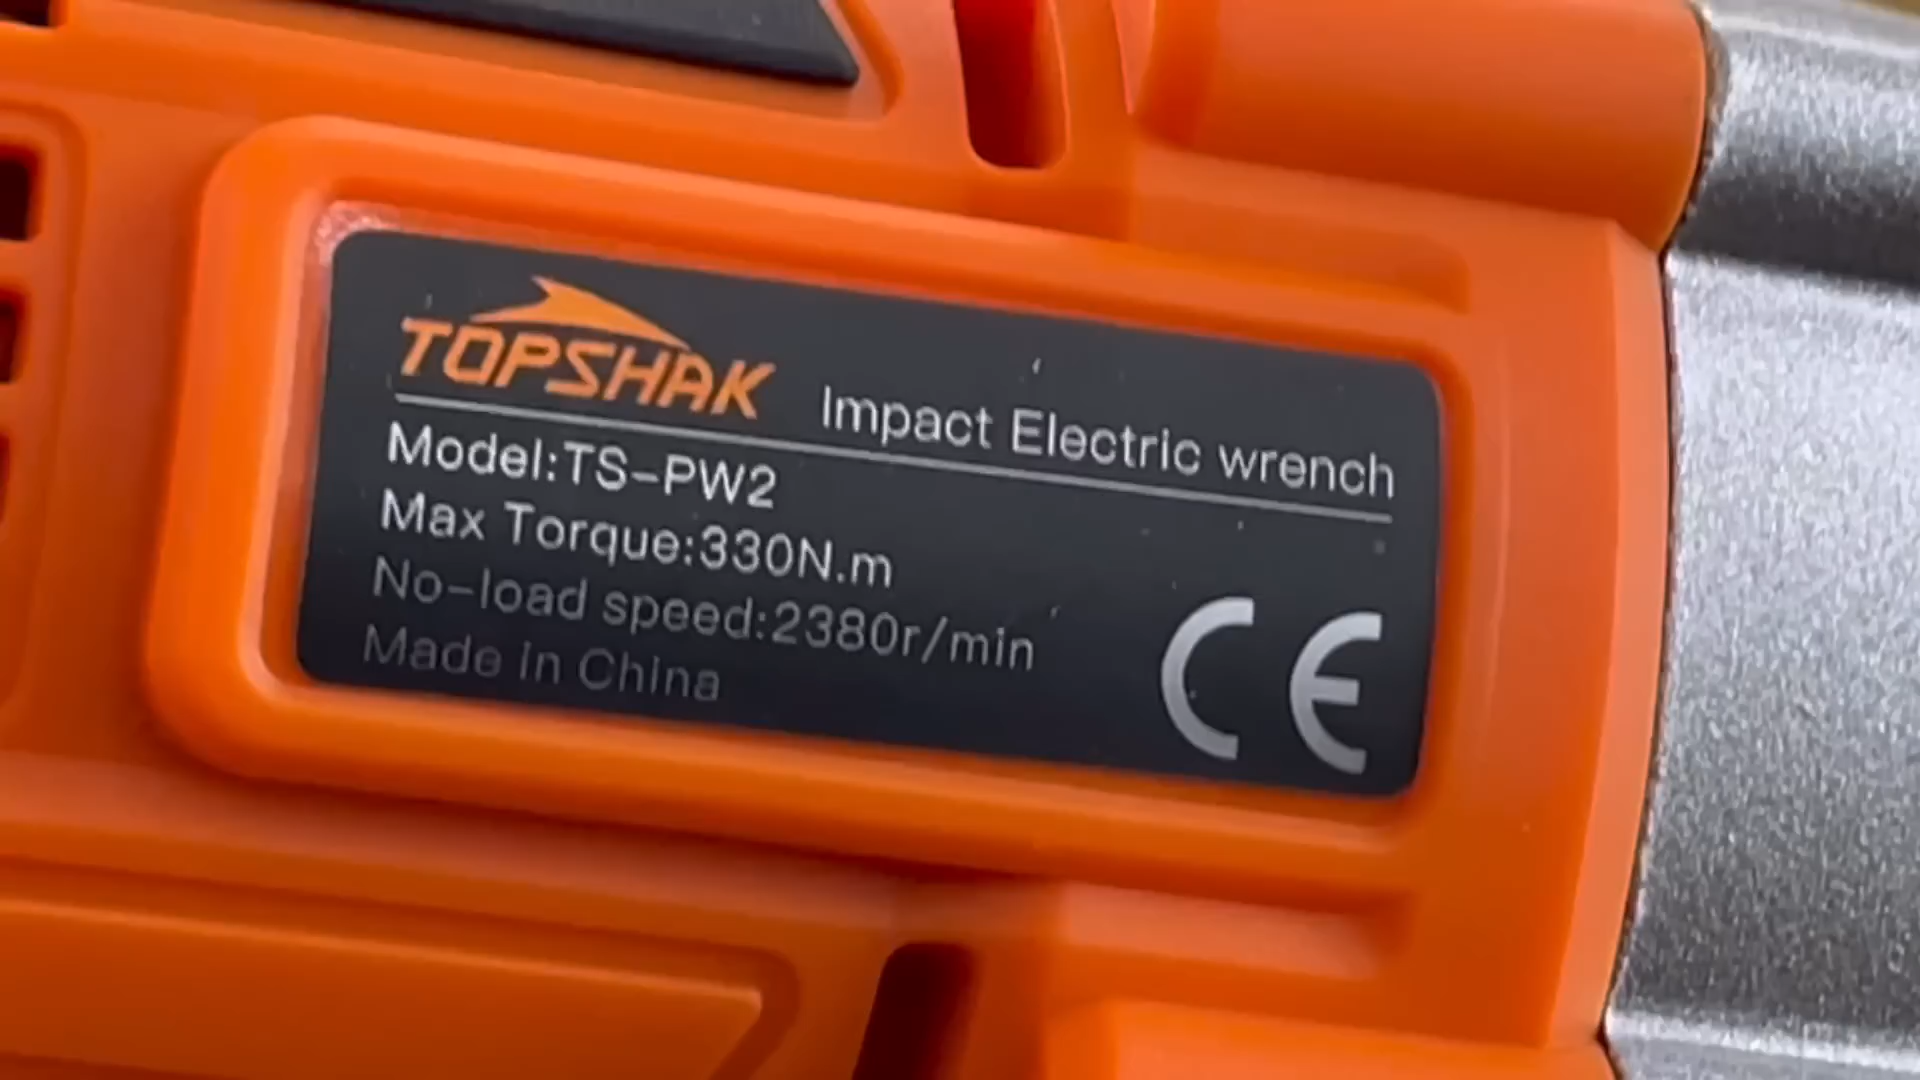 TOPSHAK Impact Electric wrench
Model:TS-PW2
Max Torque:330N.m
No-load speed:2380r/min
Made in China
CE